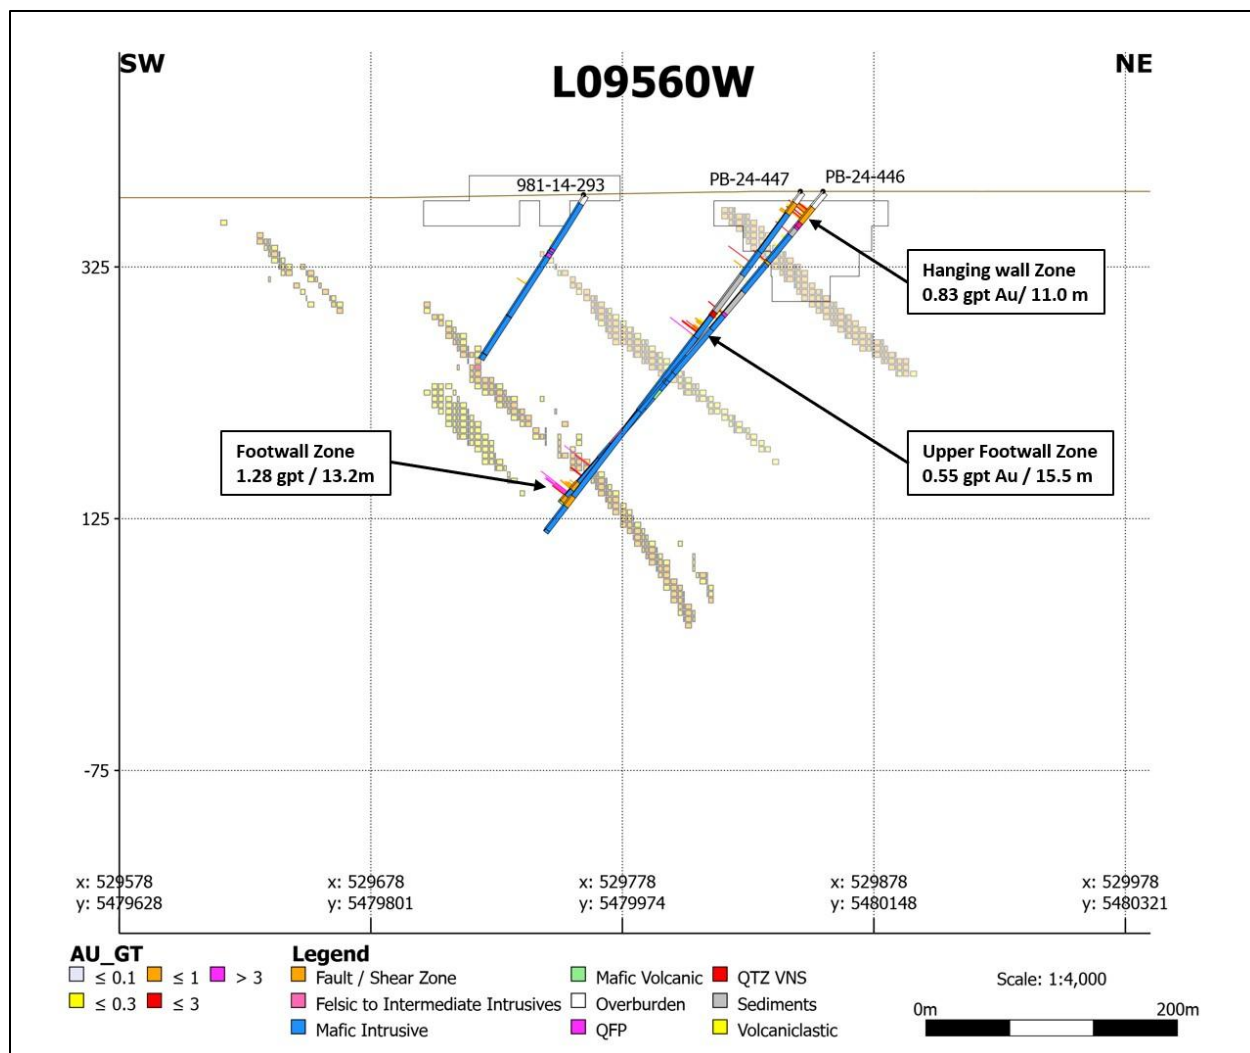 SW
L09560W
NE
981-14-293
PB-24-447
PB-24-446
325
Hanging wall Zone
0.83 gpt Au/ 11.0 m
Footwall Zone
1.28 gpt / 13.2m
Upper Footwall Zone
0.55 gpt Au / 15.5 m
125
-75
x: 529578
y: 5479628
x: 529678
y: 5479801
x: 529778
y: 5479974
x: 529878
y: 5480148
x: 529978
y: 5480321
AU_GT
≤ 0.1
≤ 1
> 3
≤ 0.3
≤ 3
Legend
Fault / Shear Zone
Felsic to Intermediate Intrusives
Mafic Intrusive
Mafic Volcanic
Overburden
QFP
QTZ VNS
Sediments
Volcaniclastic
Scale: 1:4,000
0m
200m